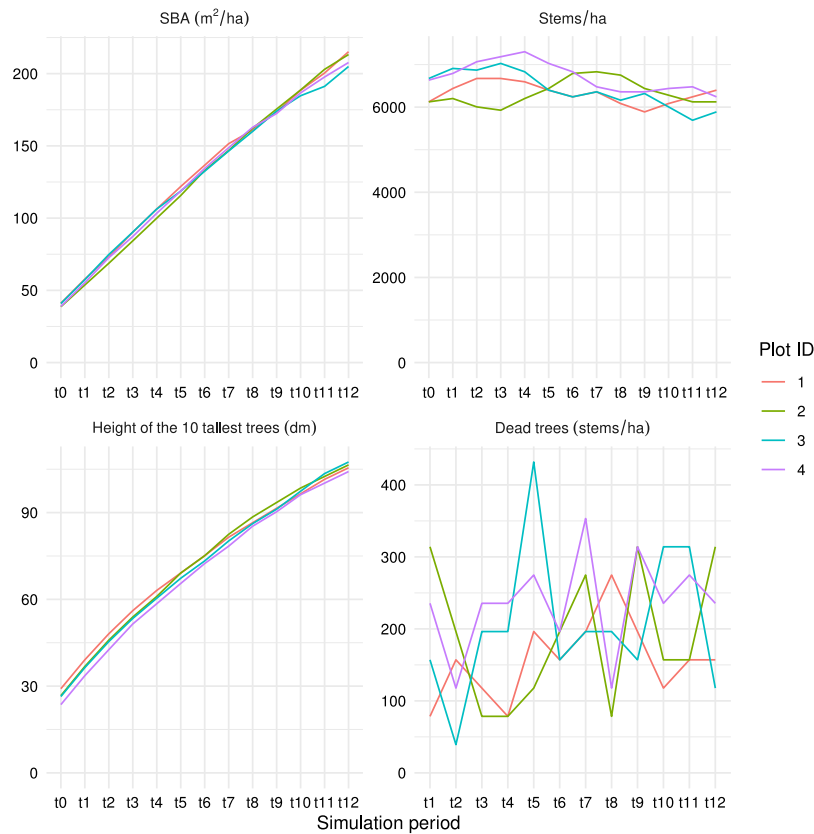 SBA (m²/ha)
200
150
100
50
0
t0 t1 t2 t3 t4 t5 t6 t7 t8 t9 t10 t11 t12
Stems/ha
6000
4000
2000
0
t0 t1 t2 t3 t4 t5 t6 t7 t8 t9 t10 t11 t12
Height of the 10 tallest trees (dm)
90
60
30
0
t0 t1 t2 t3 t4 t5 t6 t7 t8 t9 t10 t11 t12
Dead trees (stems/ha)
400
300
200
100
0
t1 t2 t3 t4 t5 t6 t7 t8 t9 t10 t11 t12
Simulation period
Plot ID
1
2
3
4